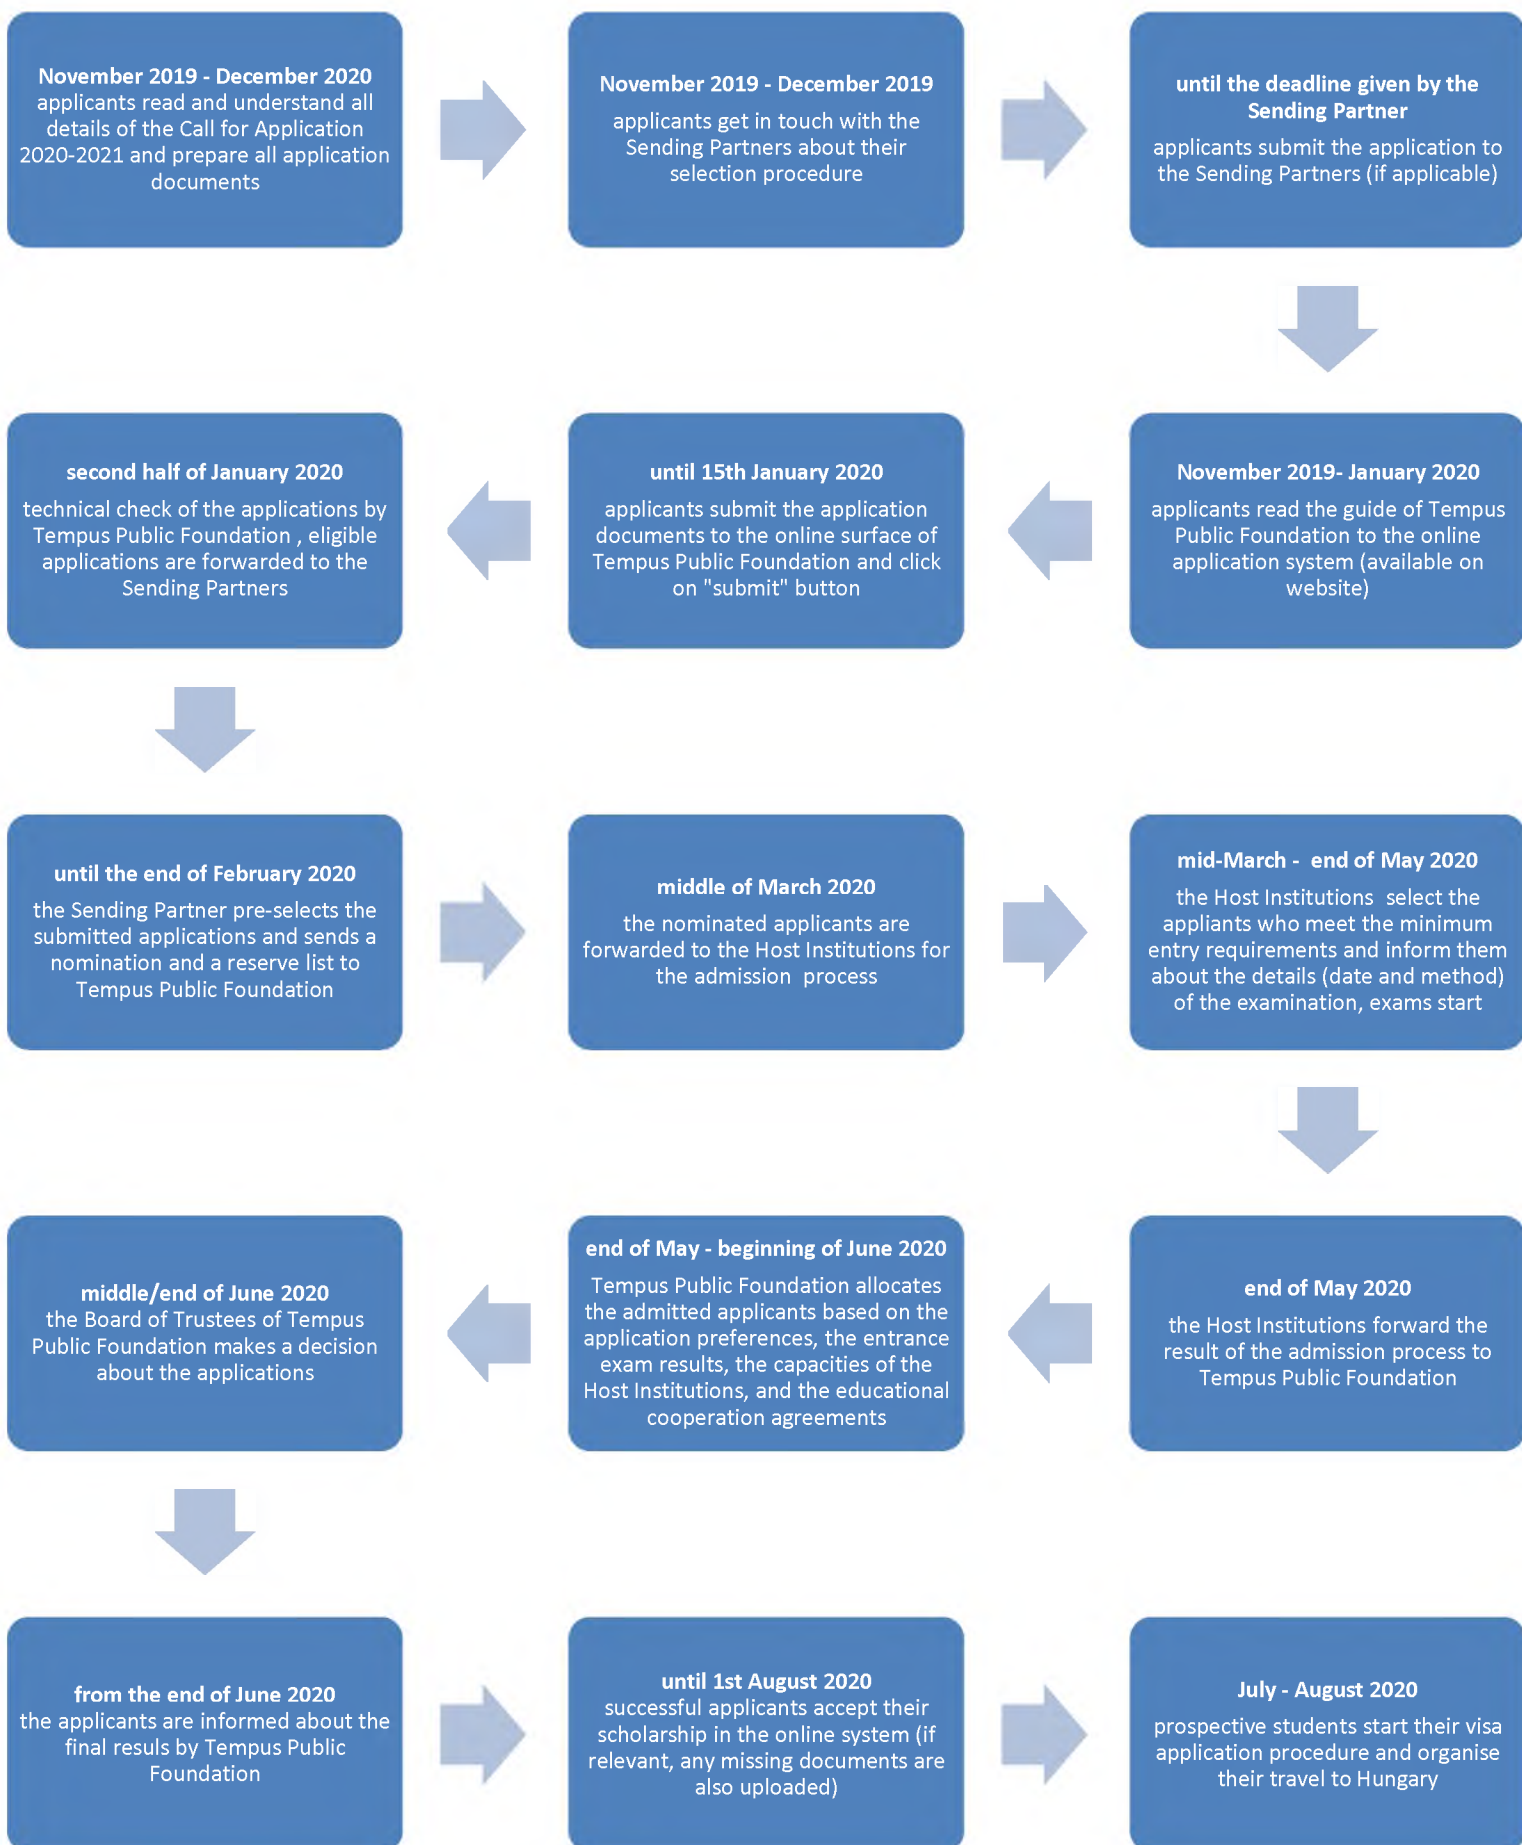 November 2019 - December 2020
applicants read and understand all
details of the Call for Application
2020-2021 and prepare all application
documents
November 2019 - December 2019
applicants get in touch with the
Sending Partners about their
selection procedure
until the deadline given by the
Sending Partner
applicants submit the application to
the Sending Partners (if applicable)
November 2019- January 2020
applicants read the guide of Tempus
Public Foundation to the online
application system (available on
website)
until 15th January 2020
applicants submit the application
documents to the online surface of
Tempus Public Foundation and click
on "submit" button
second half of January 2020
technical check of the applications by
Tempus Public Foundation , eligible
applications are forwarded to the
Sending Partners
until the end of February 2020
the Sending Partner pre-selects the
submitted applications and sends a
nomination and a reserve list to
Tempus Public Foundation
middle of March 2020
the nominated applicants are
forwarded to the Host Institutions for
the admission process
mid-March - end of May 2020
the Host Institutions select the
appliants who meet the minimum
entry requirements and inform them
about the details (date and method)
of the examination, exams start
end of May 2020
the Host Institutions forward the
result of the admission process to
Tempus Public Foundation
end of May - beginning of June 2020
Tempus Public Foundation allocates
the admitted applicants based on the
application preferences, the entrance
exam results, the capacities of the
Host Institutions, and the educational
cooperation agreements
middle/end of June 2020
the Board of Trustees of Tempus
Public Foundation makes a decision
about the applications
from the end of June 2020
the applicants are informed about the
final resuls by Tempus Public
Foundation
until 1st August 2020
successful applicants accept their
scholarship in the online system (if
relevant, any missing documents are
also uploaded)
July - August 2020
prospective students start their visa
application procedure and organise
their travel to Hungary